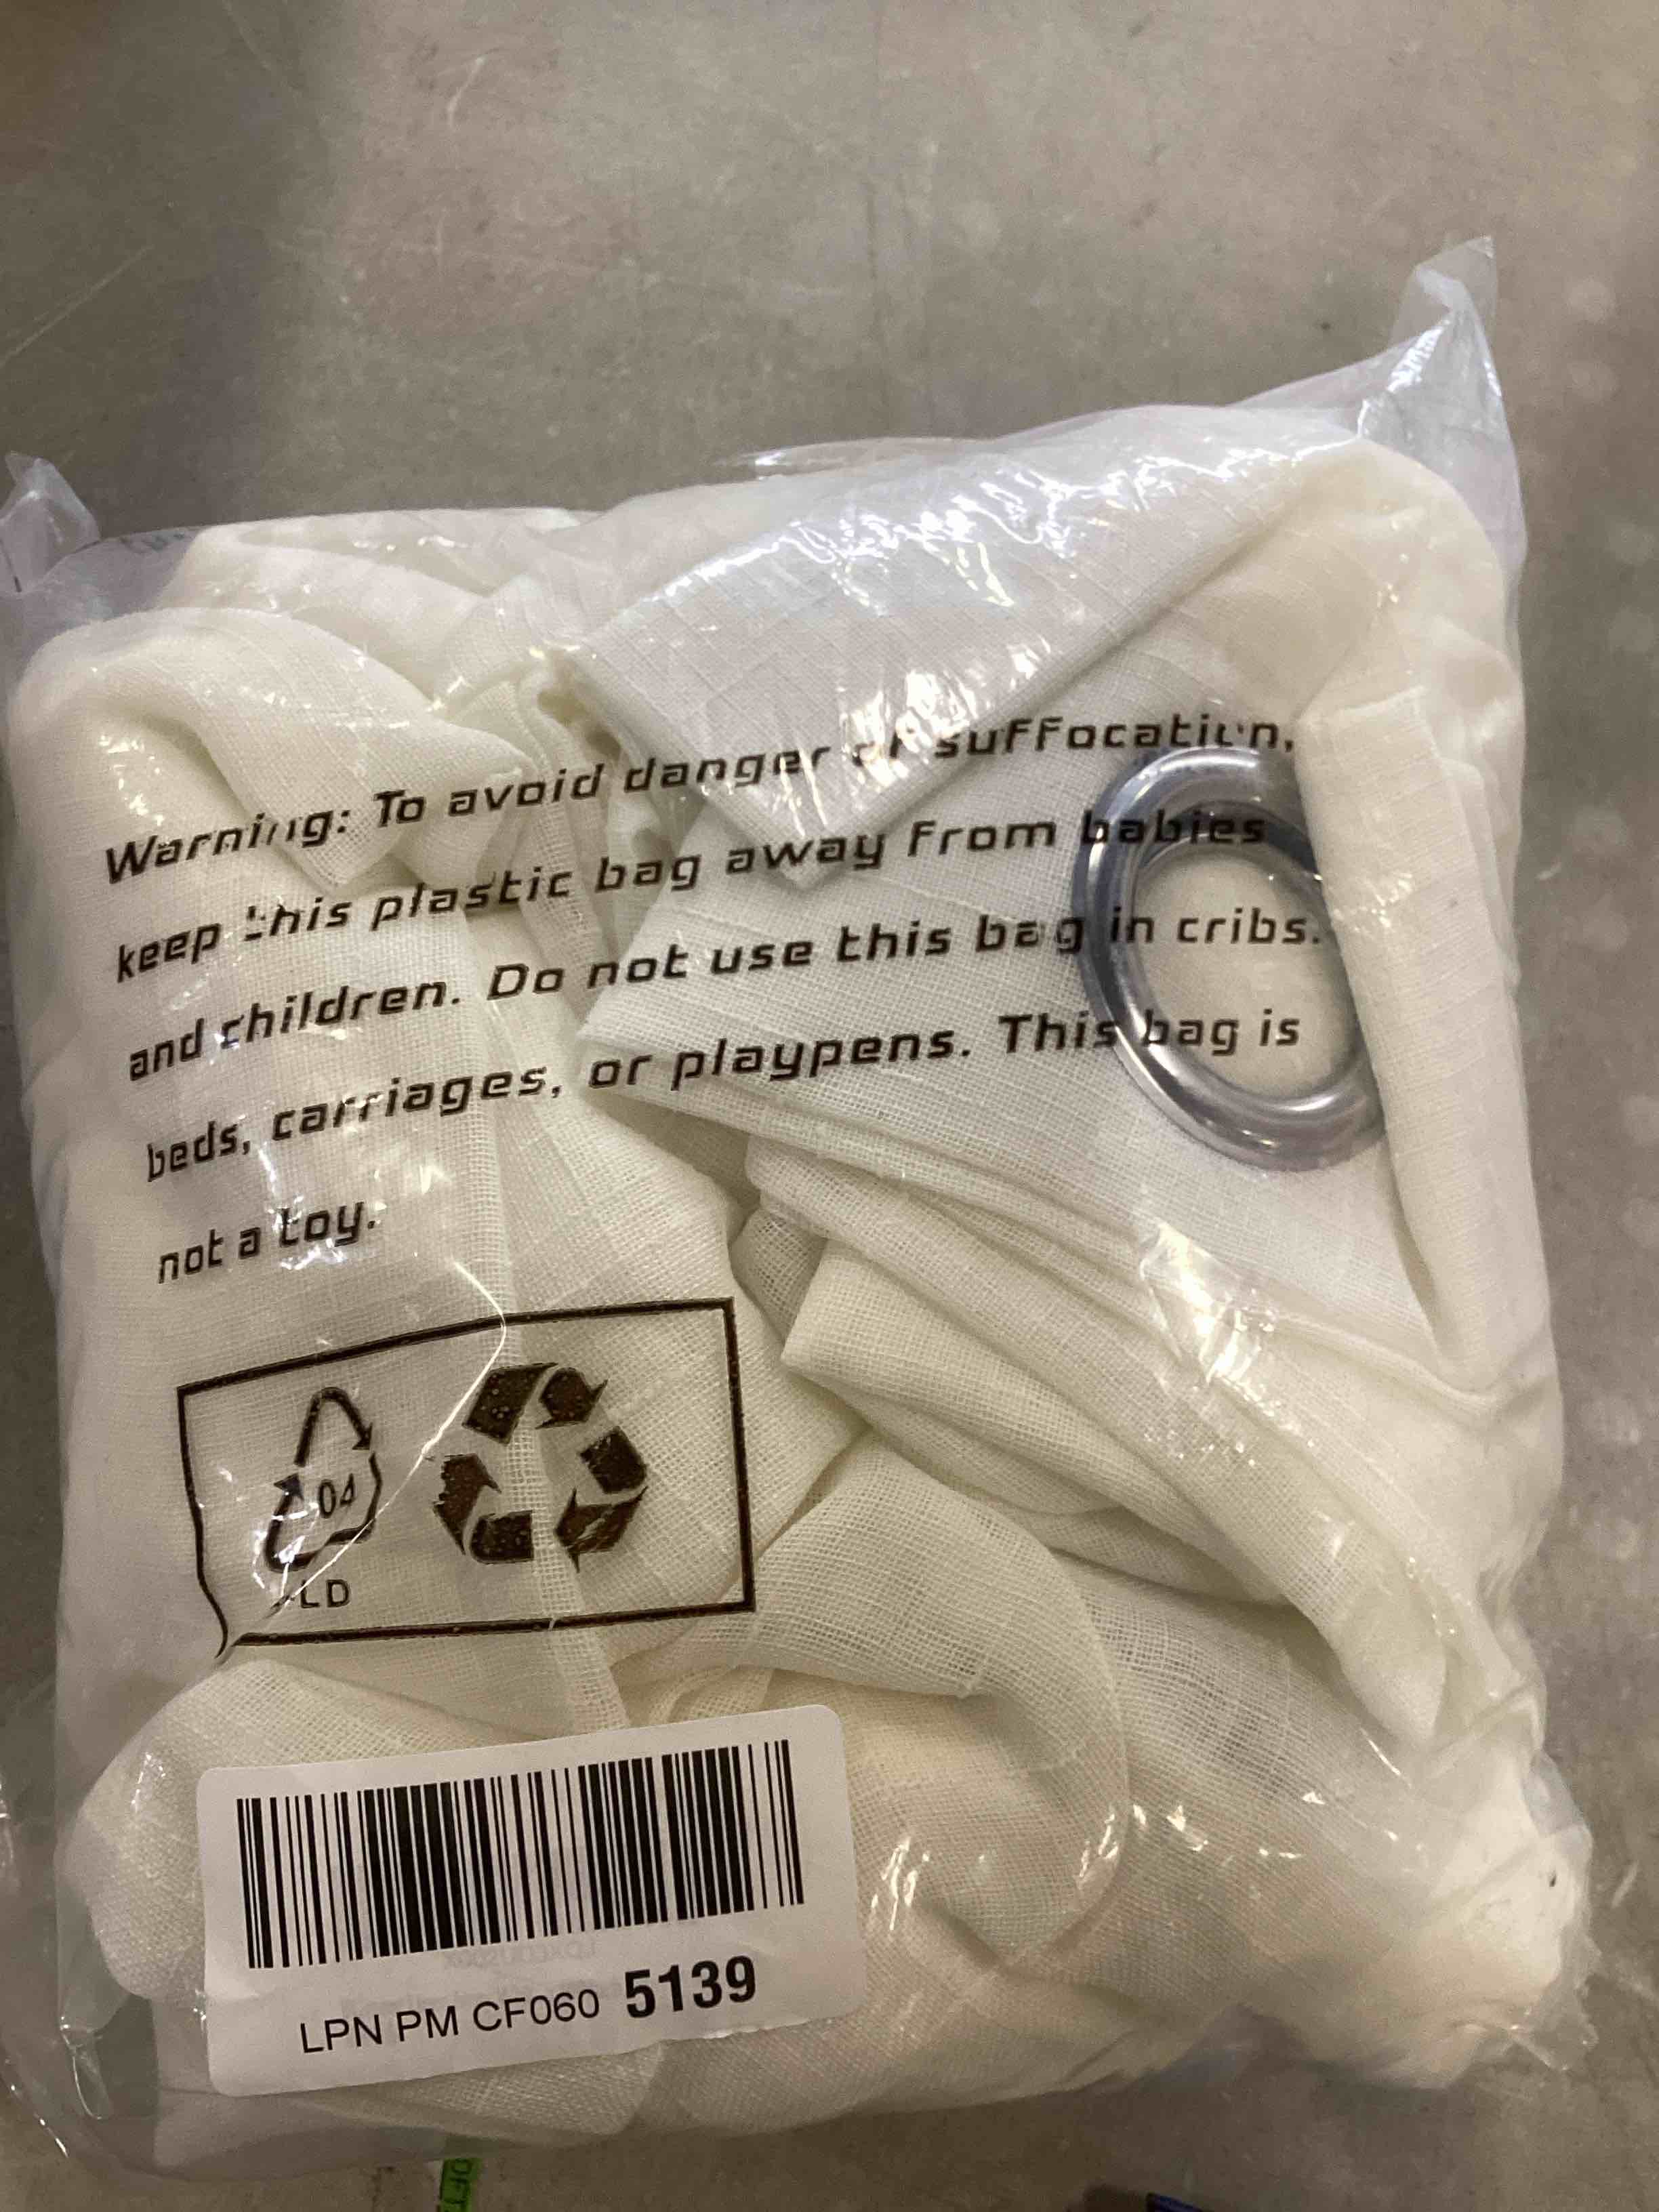 Warning: To avoid danger of suffocation,
keep this plastic bag away from babies
and children. Do not use this bag in cribs.
beds, carriages, or playpens. This bag is
not a toy.
04
LD
LPN PM CF060 5139